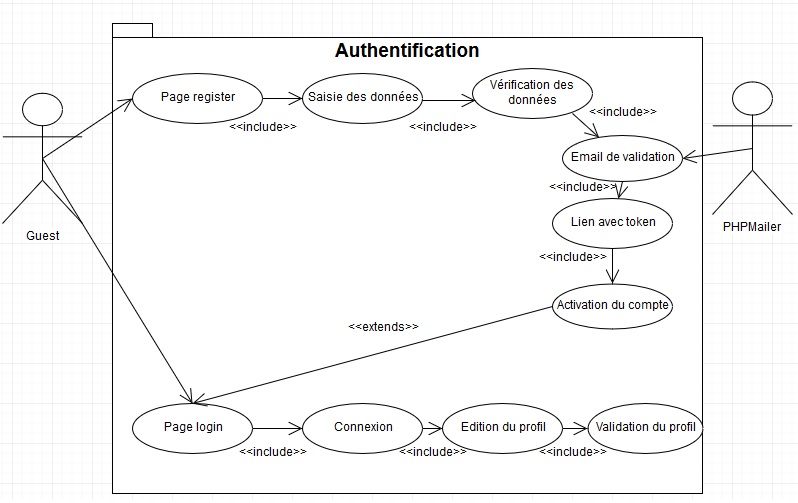 Authentification
Page register
Saisie des données
Vérification des
données
<<include>>
<<include>>
<<include>>
Email de validation
<<include>>
Lien avec token
Guest
PHPMailer
<<include>>
Activation du compte
<<extends>>
Page login
Connexion
Edition du profil
Validation du profil
<<include>>
<<include>>
<<include>>